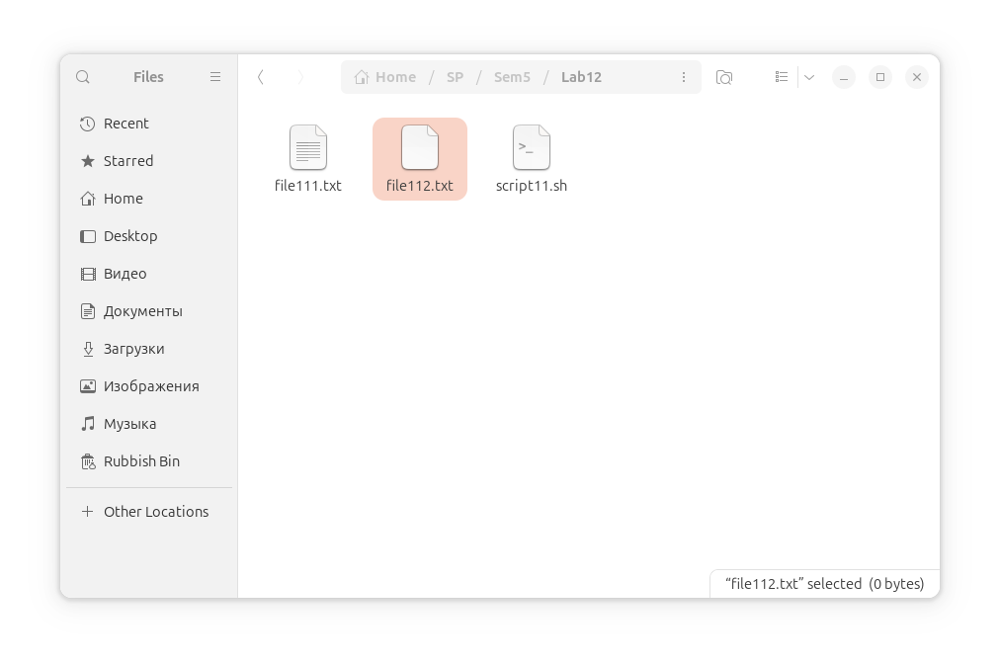 Files
Home / SP / Sem5 / Lab12
Recent
Starred
Home
Desktop
Видео
Документы
Загрузки
Изображения
Музыка
Rubbish Bin
Other Locations
file111.txt
file112.txt
>_
script11.sh
“file112.txt” selected (0 bytes)